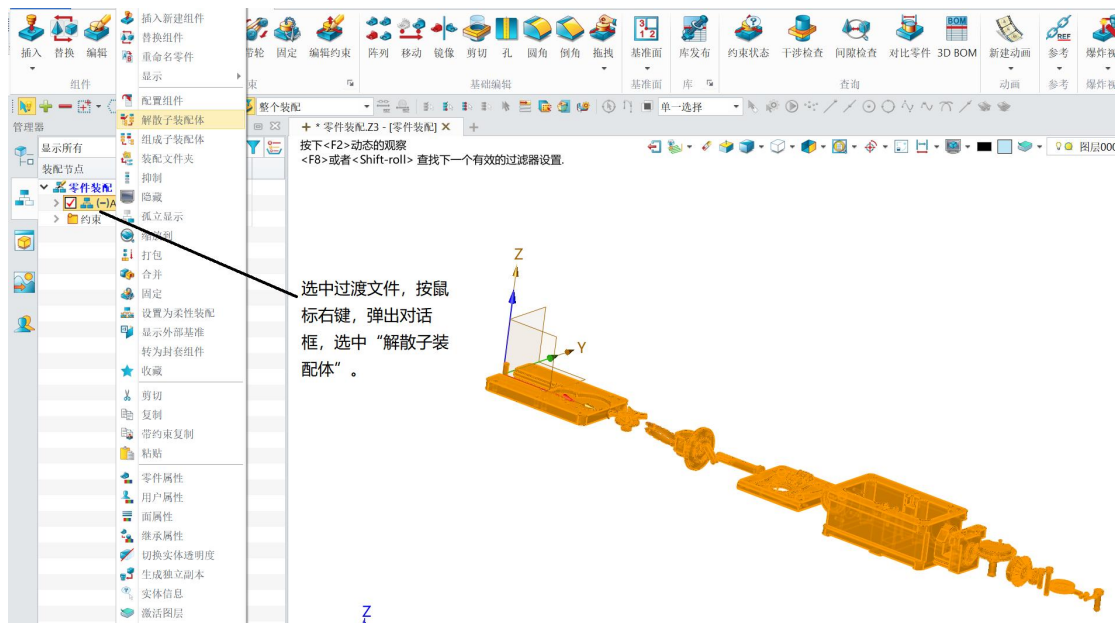 插入
替换
编辑
带轮
固定
编辑约束
阵列
移动
镜像
剪切
孔
圆角
倒角
拖拽
基准面
库发布
约束状态
干涉检查
间隙检查
对比零件
3D BOM
新建动画
参考
组件
基础编辑
基准面
库
查询
动画
参考
插入新建组件
替换组件
重命名零件
显示
配置组件
解散子装配体
组成子装配体
装配文件夹
抑制
隐藏
孤立显示
缩放到
打包
合并
固定
设置为柔性装配
显示外部基准
转为封套组件
收藏
剪切
复制
带约束复制
粘贴
零件属性
用户属性
面属性
继承属性
切换实体透明度
生成独立副本
实体信息
激活图层
整个装配
单一选择
管理器
显示所有
装配节点
零件装配
(-)A
约束
* 零件装配.Z3 - [零件装配]
按下<F2>动态的观察
<F8>或者<Shift-roll> 查找下一个有效的过滤器设置.
图层000
选中过渡文件，按鼠
标右键，弹出对话
框，选中“解散子装
配体”。
Z
Y
Z